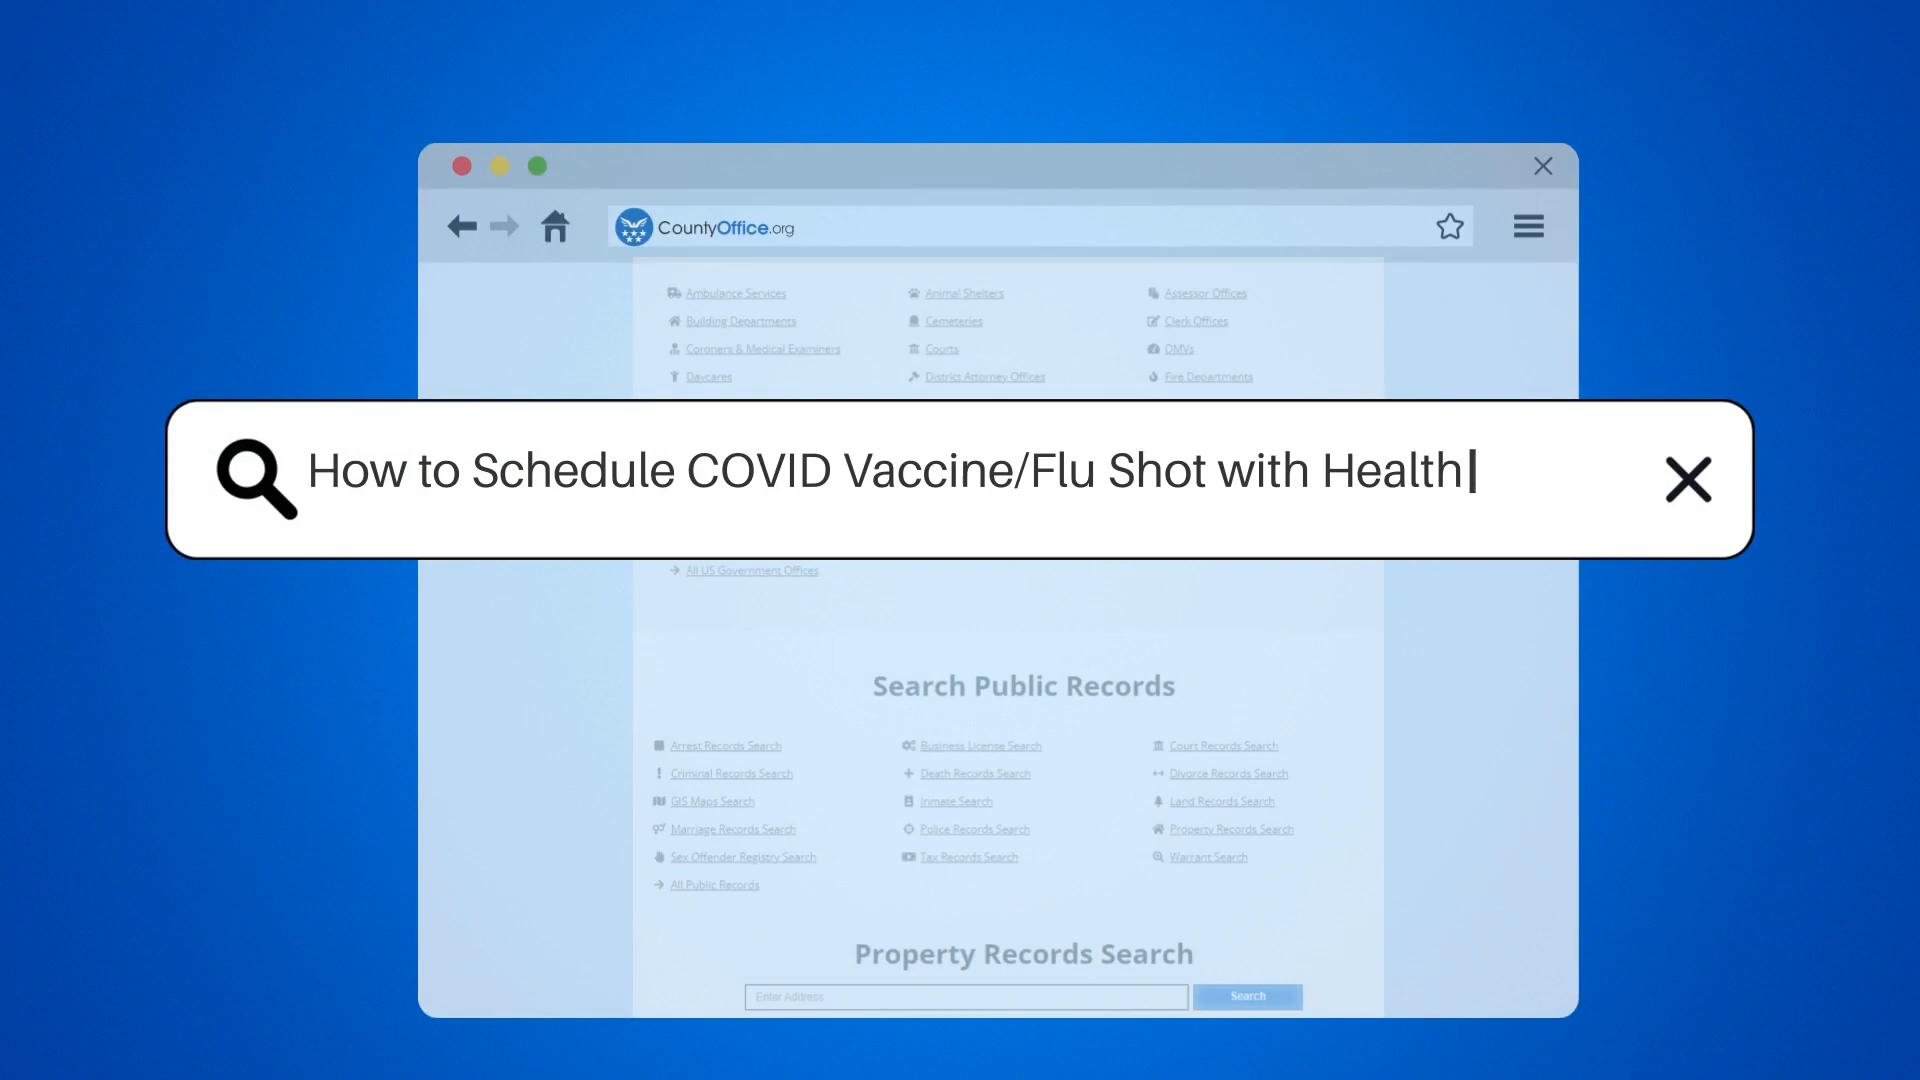 CountyOffice.org
Ambulance Services Animal Shelters Assessor Offices
Building Departments Cemeteries Clerk Offices
Coroners & Medical Examiners Courts DMVs
Daycares District Attorney Offices Fire Departments
How to Schedule COVID Vaccine/Flu Shot with Health
All US Government Offices
Search Public Records
Arrest Records Search Business License Search Court Records Search
Criminal Records Search Death Records Search Divorce Records Search
GIS Maps Search Inmate Search Land Records Search
Marriage Records Search Police Records Search Property Records Search
Sex Offender Registry Search Tax Records Search Warrant Search
All Public Records
Property Records Search
Enter Address Search